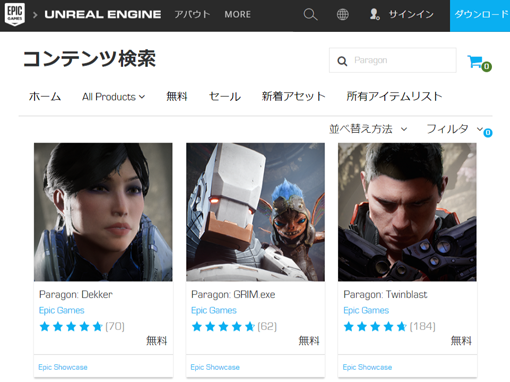 EPIC GAMES UNREAL ENGINE アバウト MORE サインイン ダウンロード
コンテンツ検索 Paragon 0
ホーム All Products 無料 セール 新着アセット 所有アイテムリスト
並べ替え方法 フィルタ 0
Paragon: Dekker Paragon: GRIM.exe Paragon: Twinblast
Epic Games Epic Games Epic Games
(70) (62) (184)
無料 無料 無料
Epic Showcase Epic Showcase Epic Showcase